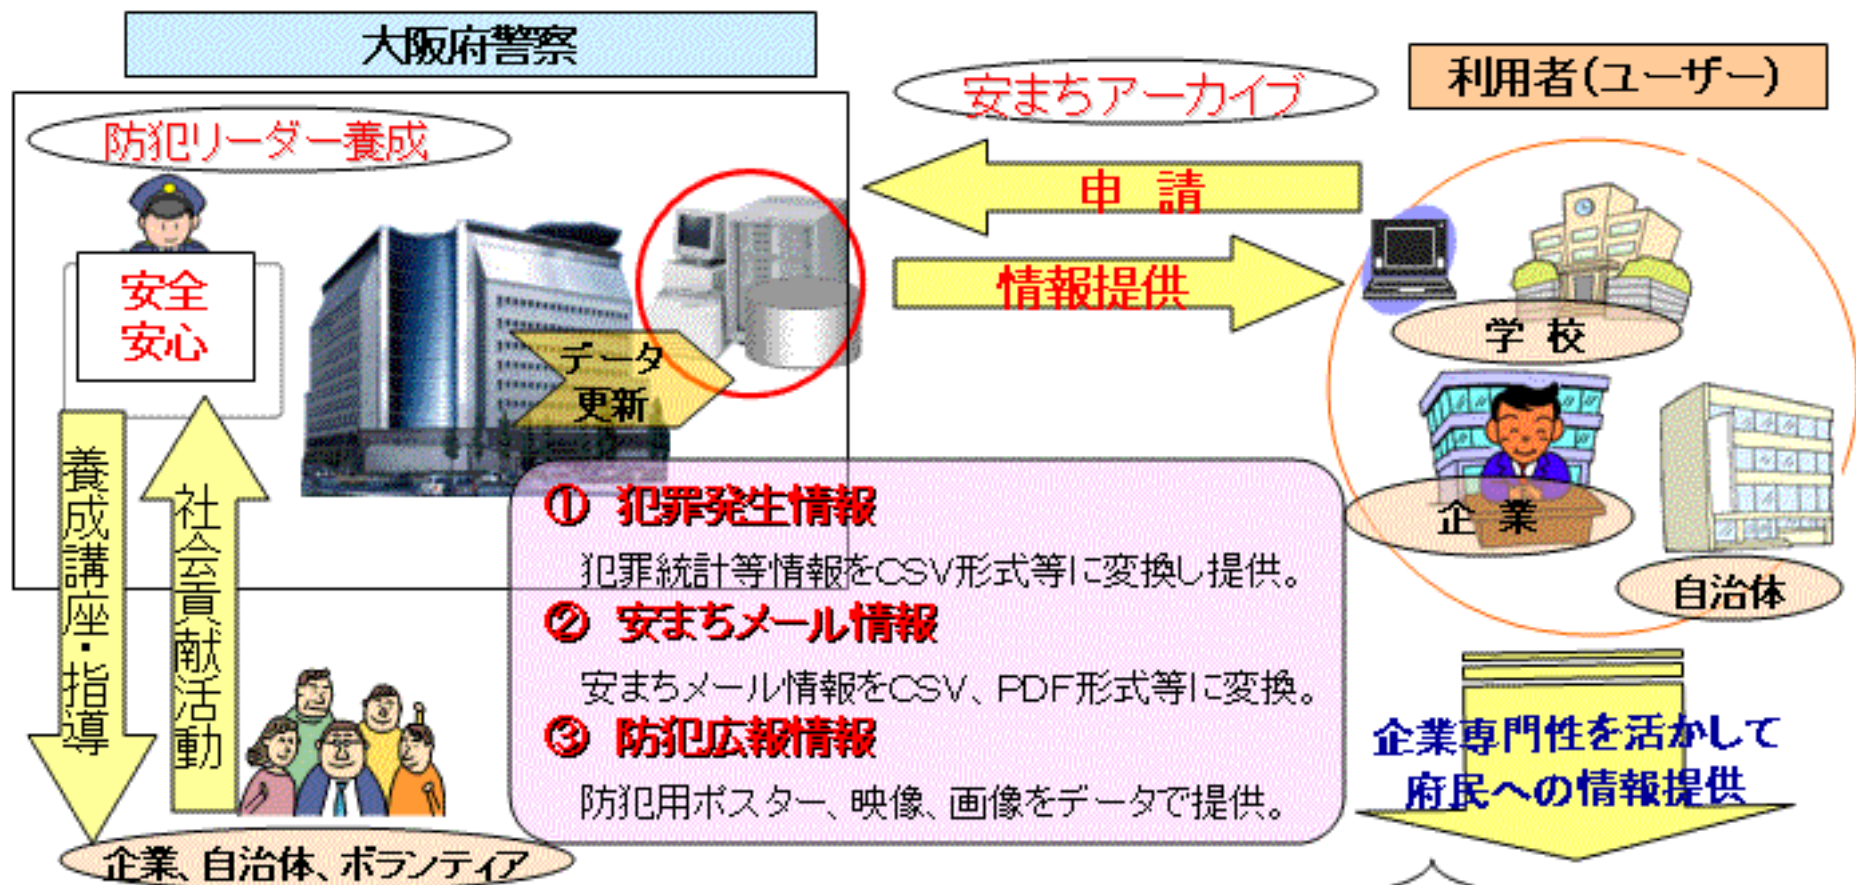 大阪府警察
安まちアーカイブ
利用者(ユーザー)
防犯リーダー養成
申 請
安全
安心
情報提供
データ
更新
学 校
企 業
自治体
養成講座・指導
社会貢献活動
① 犯罪発生情報
犯罪統計等情報をCSV形式等に変換し提供。
② 安まちメール情報
安まちメール情報をCSV、PDF形式等に変換。
③ 防犯広報情報
防犯用ポスター、映像、画像をデータで提供。
企業専門性を活かして
府民への情報提供
企業、自治体、ボランティア